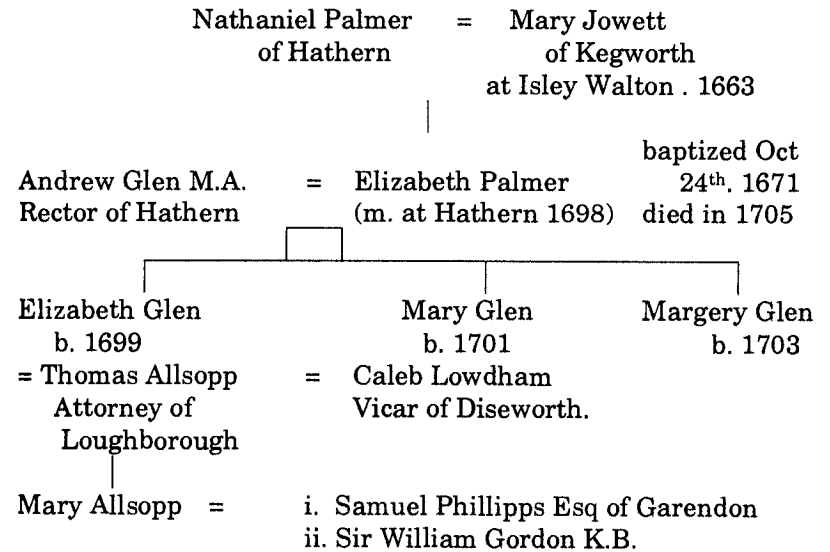 Nathaniel Palmer = Mary Jowett
of Hathern of Kegworth
at Isley Walton . 1663
baptized Oct
Andrew Glen M.A. = Elizabeth Palmer 24th. 1671
Rector of Hathern (m. at Hathern 1698) died in 1705
Elizabeth Glen Mary Glen Margery Glen
b. 1699 b. 1701 b. 1703
= Thomas Allsopp = Caleb Lowdham
Attorney of Vicar of Diseworth.
Loughborough
Mary Allsopp = i. Samuel Phillipps Esq of Garendon
ii. Sir William Gordon K.B.